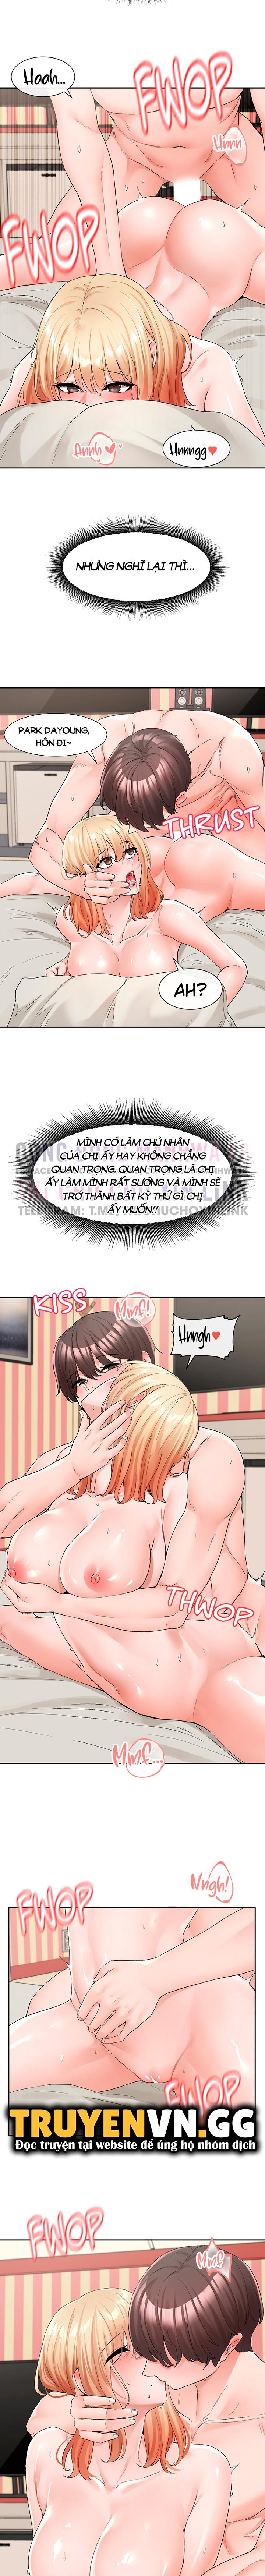 Haah...
FWOP
Hnnn
FWOP
Annh
Hnnngg
NHƯNG NGHĨ LẠI THÌ...
PARK DAYOUNG,
HÔN ĐI~
THRUST
AH?
MÌNH CÓ LÀM CHỦ NHÂN
CỦA CHỊ ẤY HAY KHÔNG CHẲNG
QUAN TRỌNG. QUAN TRỌNG LÀ CHỊ
ẤY LÀM MÌNH RẤT SƯỚNG VÀ MÌNH SẼ
TRỞ THÀNH BẤT KỲ THỨ GÌ CHỊ
ẤY MUỐN!!
KISS
Mmf!
Hnngh
THWOP
Mmf...
Nngh!
FWOP
FWOP
TRUYENVN.GG
Đọc truyện tại website để ủng hộ nhóm dịch
FWOP
Mmf